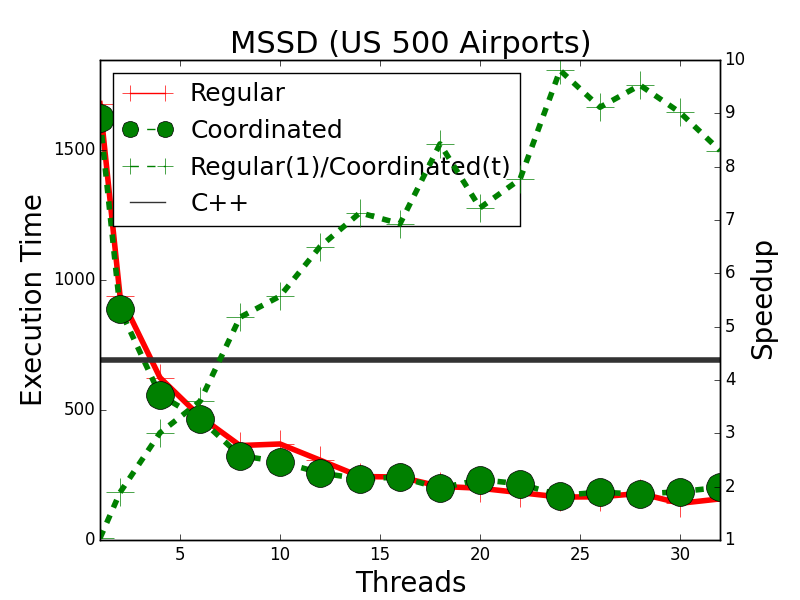 MSSD (US 500 Airports)
Regular
Coordinated
Regular(1)/Coordinated(t)
C++
Execution Time
0
500
1000
1500
Speedup
10
9
8
7
6
5
4
3
2
1
5
10
15
20
25
30
Threads